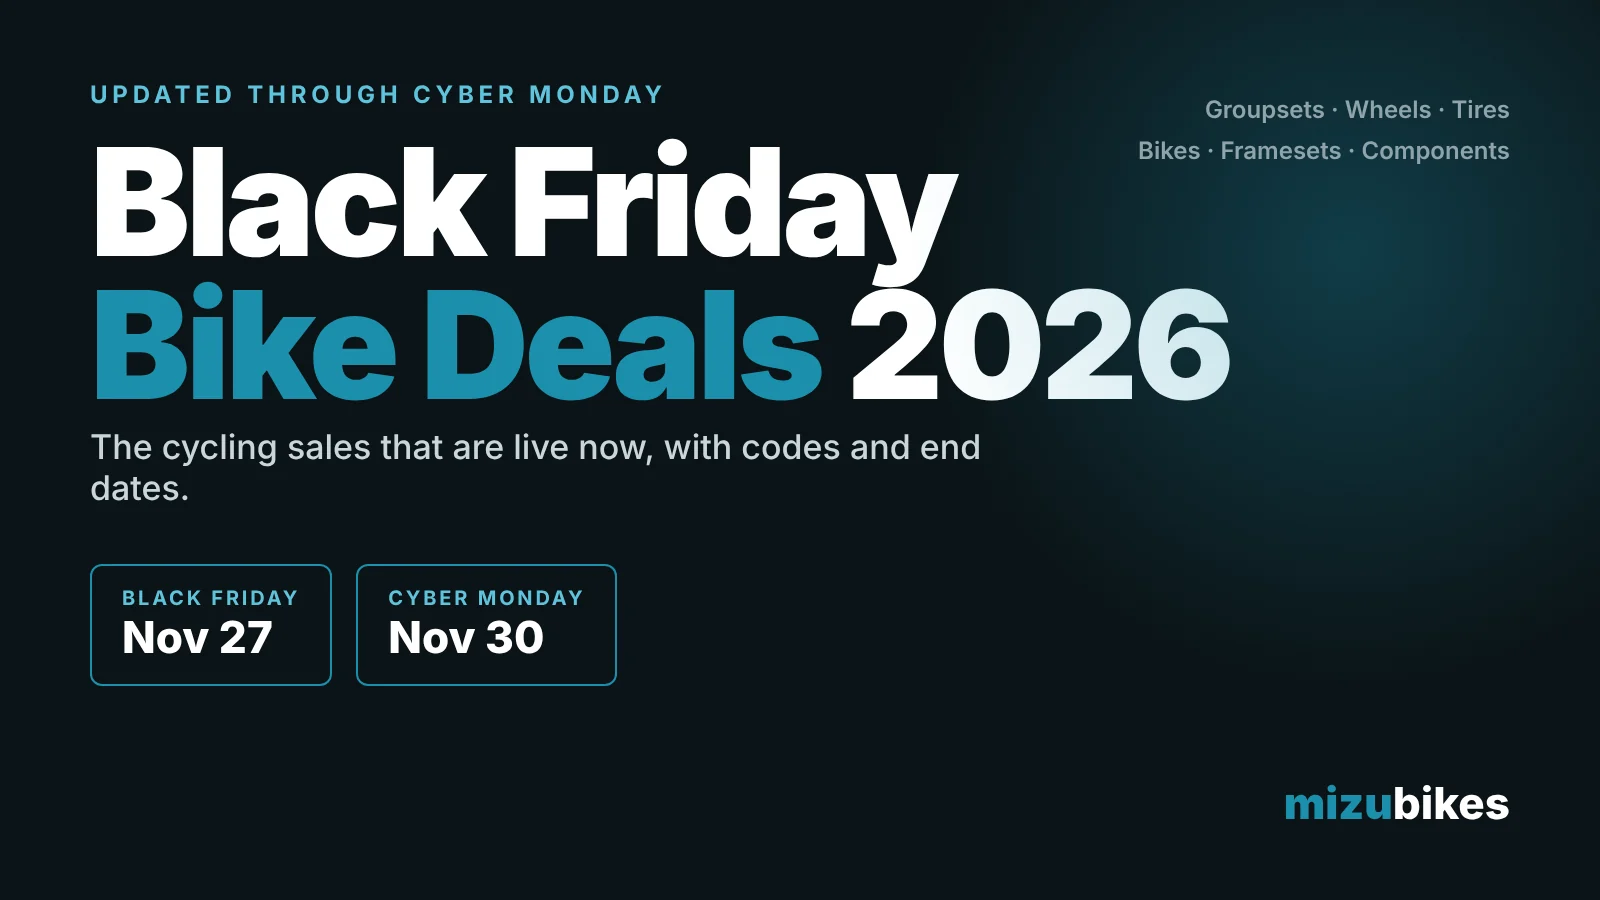 UPDATED THROUGH CYBER MONDAY
Groupsets · Wheels · Tires
Bikes · Framesets · Components
Black Friday
Bike Deals 2026
The cycling sales that are live now, with codes and end
dates.
BLACK FRIDAY
Nov 27
CYBER MONDAY
Nov 30
mizubikes